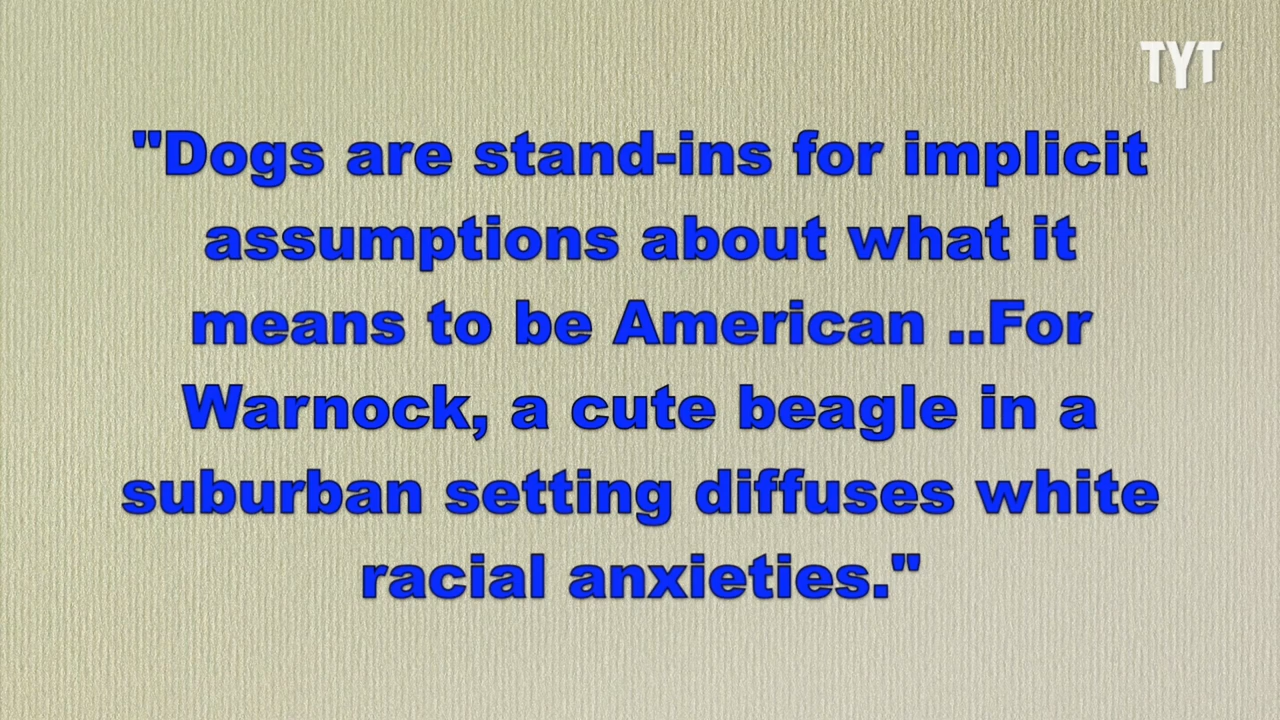 TYT
"Dogs are stand-ins for implicit
assumptions about what it
means to be American ..For
Warnock, a cute beagle in a
suburban setting diffuses white
racial anxieties."